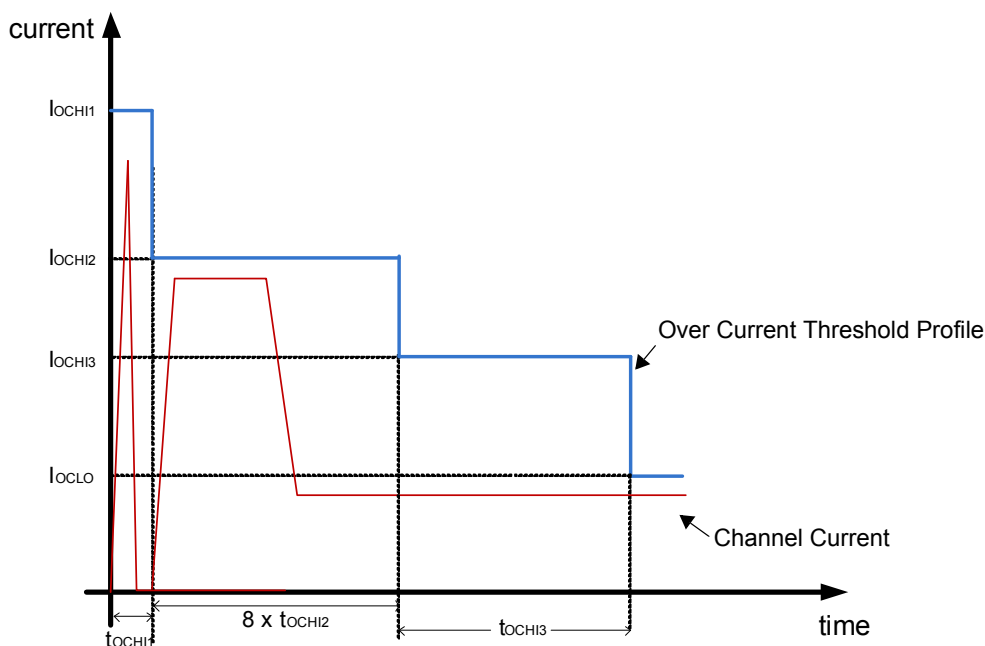 current
IOCHI1
IOCHI2
IOCHI3
IOCLO
Over Current Threshold Profile
Channel Current
tOCHI1
8 x tOCHI2
tOCHI3
time